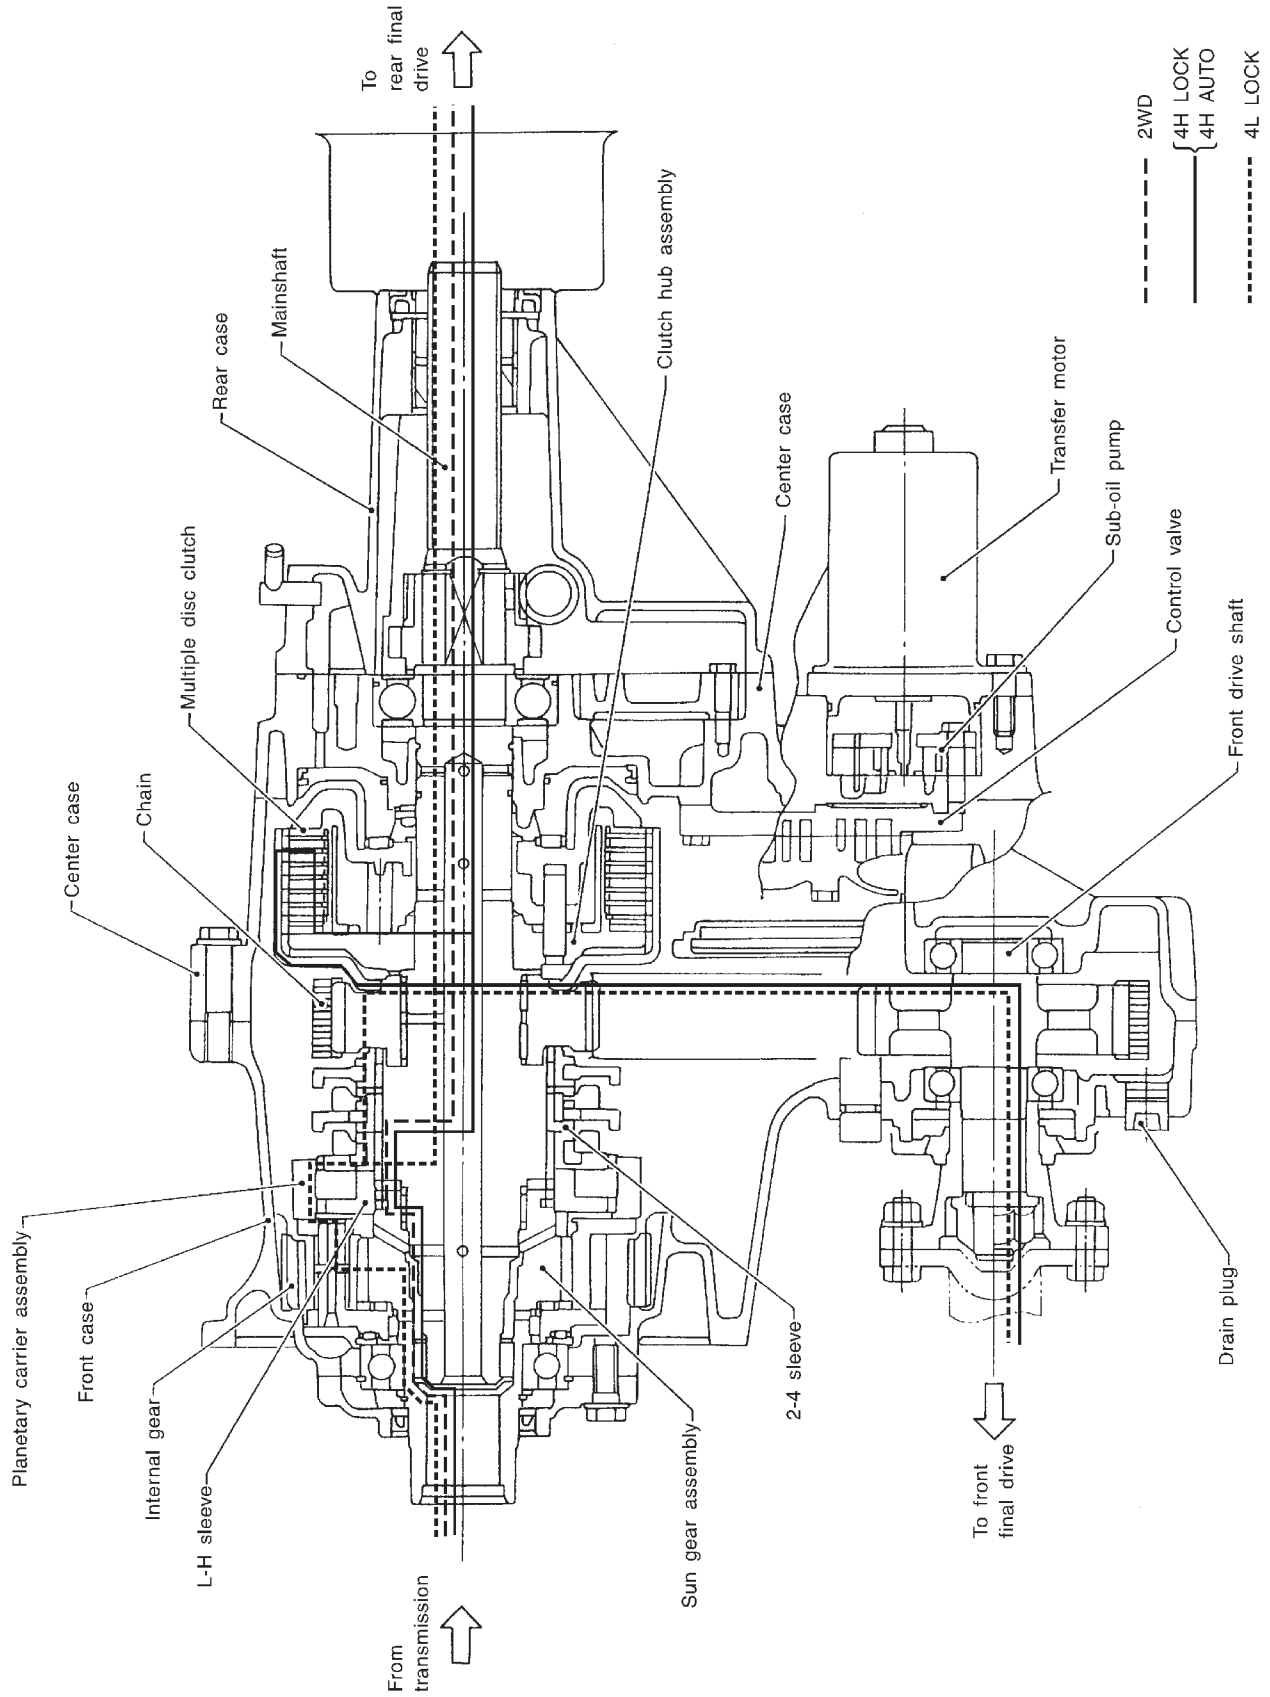 To
rear final
drive
Mainshaft
Rear case
Clutch hub assembly
Multiple disc clutch
Center case
Chain
Center case
Transfer motor
Sub-oil pump
Control valve
Front drive shaft
2WD
4H LOCK
4H AUTO
4L LOCK
Planetary carrier assembly
Front case
Internal gear
L-H sleeve
From
transmission
Sun gear assembly
2-4 sleeve
To front
final drive
Drain plug